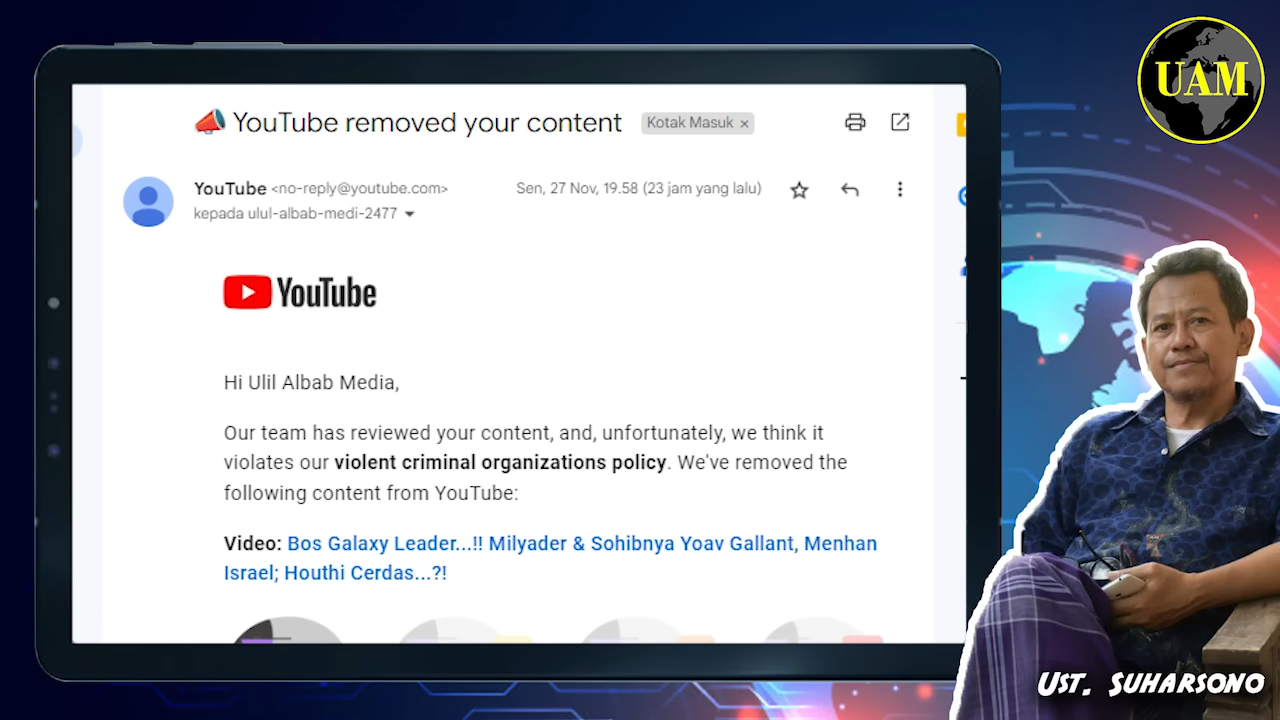 YouTube removed your content Kotak Masuk ×
YouTube <no-reply@youtube.com> Sen, 27 Nov, 19.58 (23 jam yang lalu)
kepada ulul-albab-medi-2477
YouTube
Hi Ulil Albab Media,
Our team has reviewed your content, and, unfortunately, we think it
violates our violent criminal organizations policy. We've removed the
following content from YouTube:
Video: Bos Galaxy Leader...!! Milyader & Sohibnya Yoav Gallant, Menhan
Israel; Houthi Cerdas...?!
UAM
Ust. Suharsono